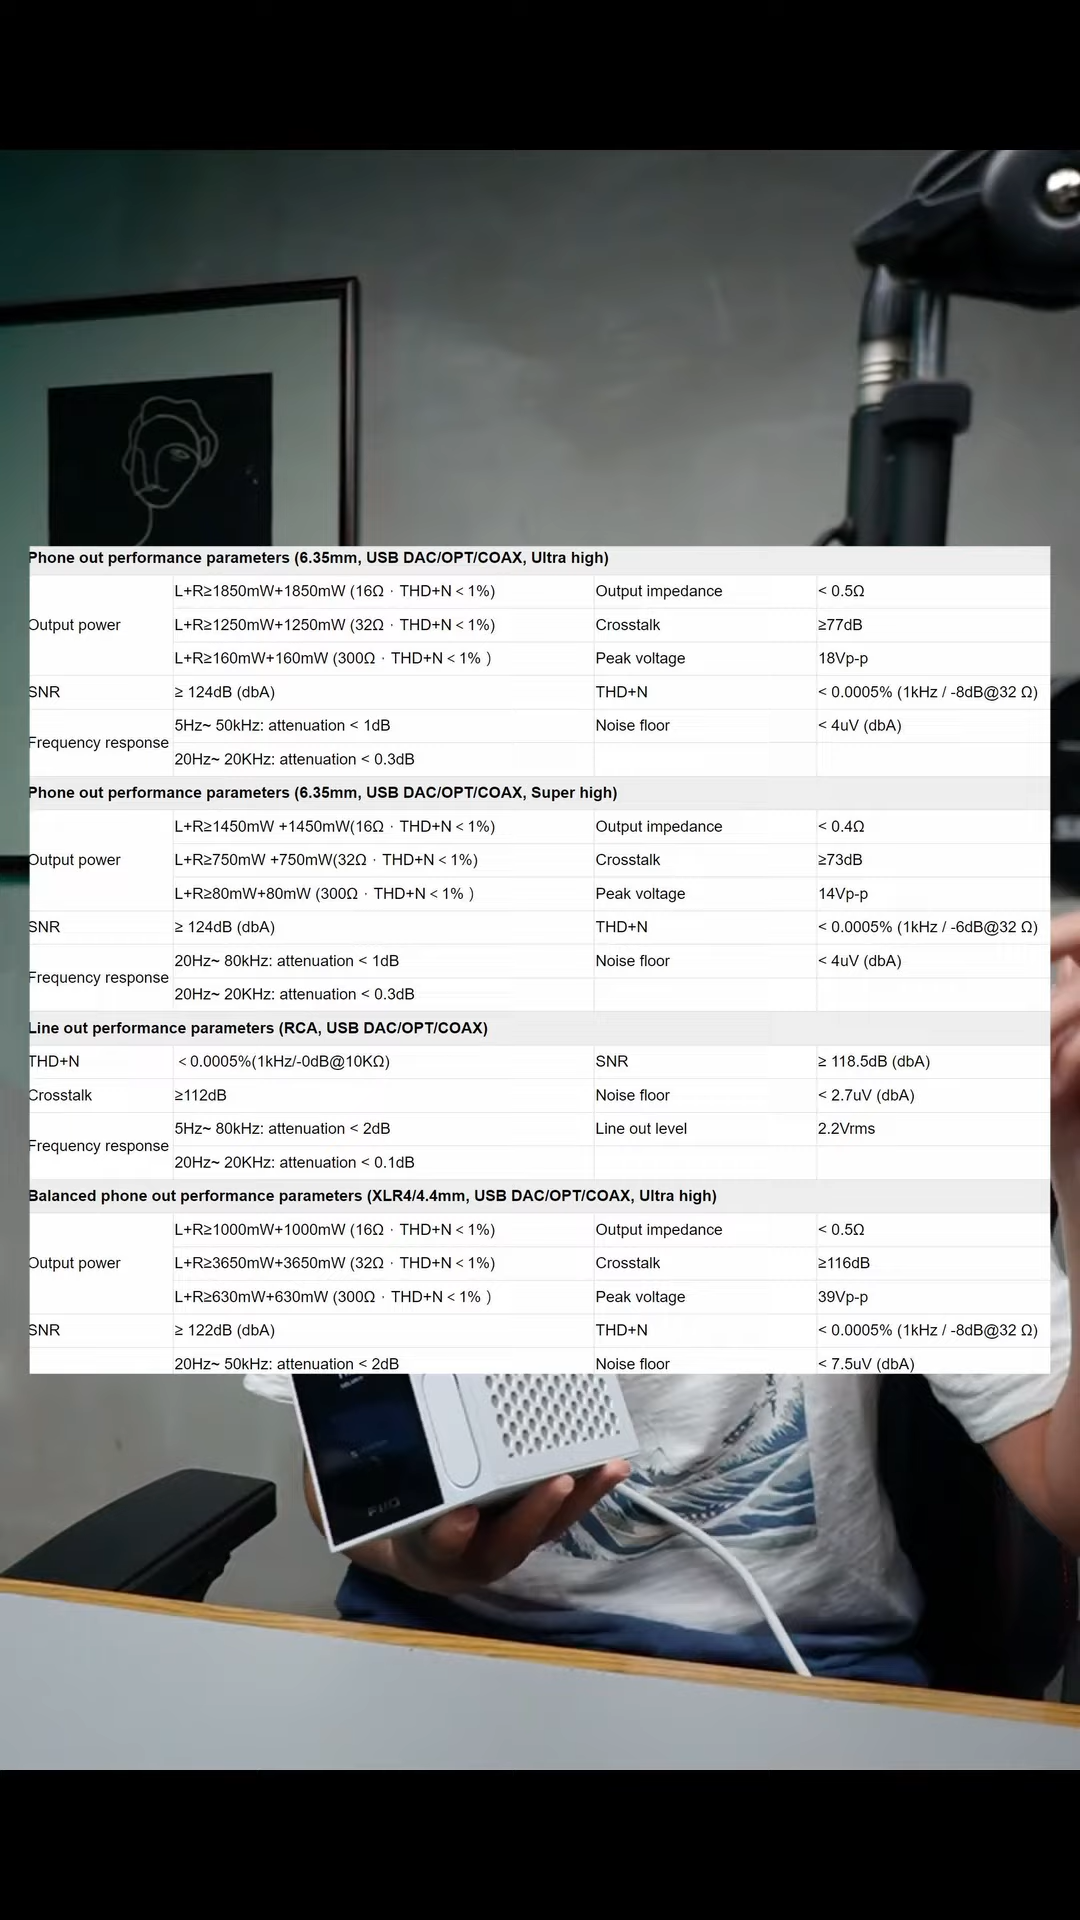 Phone out performance parameters (6.35mm, USB DAC/OPT/COAX, Ultra high)
Output power
L+R≥1850mW+1850mW (16Ω · THD+N < 1%)
Output impedance
< 0.5Ω
L+R≥1250mW+1250mW (32Ω · THD+N < 1%)
Crosstalk
≥77dB
L+R≥160mW+160mW (300Ω · THD+N < 1% )
Peak voltage
18Vp-p
SNR
≥ 124dB (dbA)
THD+N
< 0.0005% (1kHz / -8dB@32 Ω)
Frequency response
5Hz~ 50kHz: attenuation < 1dB
Noise floor
< 4uV (dbA)
20Hz~ 20KHz: attenuation < 0.3dB
Phone out performance parameters (6.35mm, USB DAC/OPT/COAX, Super high)
Output power
L+R≥1450mW +1450mW(16Ω · THD+N < 1%)
Output impedance
< 0.4Ω
L+R≥750mW +750mW(32Ω · THD+N < 1%)
Crosstalk
≥73dB
L+R≥80mW+80mW (300Ω · THD+N < 1% )
Peak voltage
14Vp-p
SNR
≥ 124dB (dbA)
THD+N
< 0.0005% (1kHz / -6dB@32 Ω)
Frequency response
20Hz~ 80kHz: attenuation < 1dB
Noise floor
< 4uV (dbA)
20Hz~ 20KHz: attenuation < 0.3dB
Line out performance parameters (RCA, USB DAC/OPT/COAX)
THD+N
< 0.0005%(1kHz/-0dB@10KΩ)
SNR
≥ 118.5dB (dbA)
Crosstalk
≥112dB
Noise floor
< 2.7uV (dbA)
Frequency response
5Hz~ 80kHz: attenuation < 2dB
Line out level
2.2Vrms
20Hz~ 20KHz: attenuation < 0.1dB
Balanced phone out performance parameters (XLR4/4.4mm, USB DAC/OPT/COAX, Ultra high)
Output power
L+R≥1000mW+1000mW (16Ω · THD+N < 1%)
Output impedance
< 0.5Ω
L+R≥3650mW+3650mW (32Ω · THD+N < 1%)
Crosstalk
≥116dB
L+R≥630mW+630mW (300Ω · THD+N < 1% )
Peak voltage
39Vp-p
SNR
≥ 122dB (dbA)
THD+N
< 0.0005% (1kHz / -8dB@32 Ω)
20Hz~ 50kHz: attenuation < 2dB
Noise floor
< 7.5uV (dbA)
FIIO